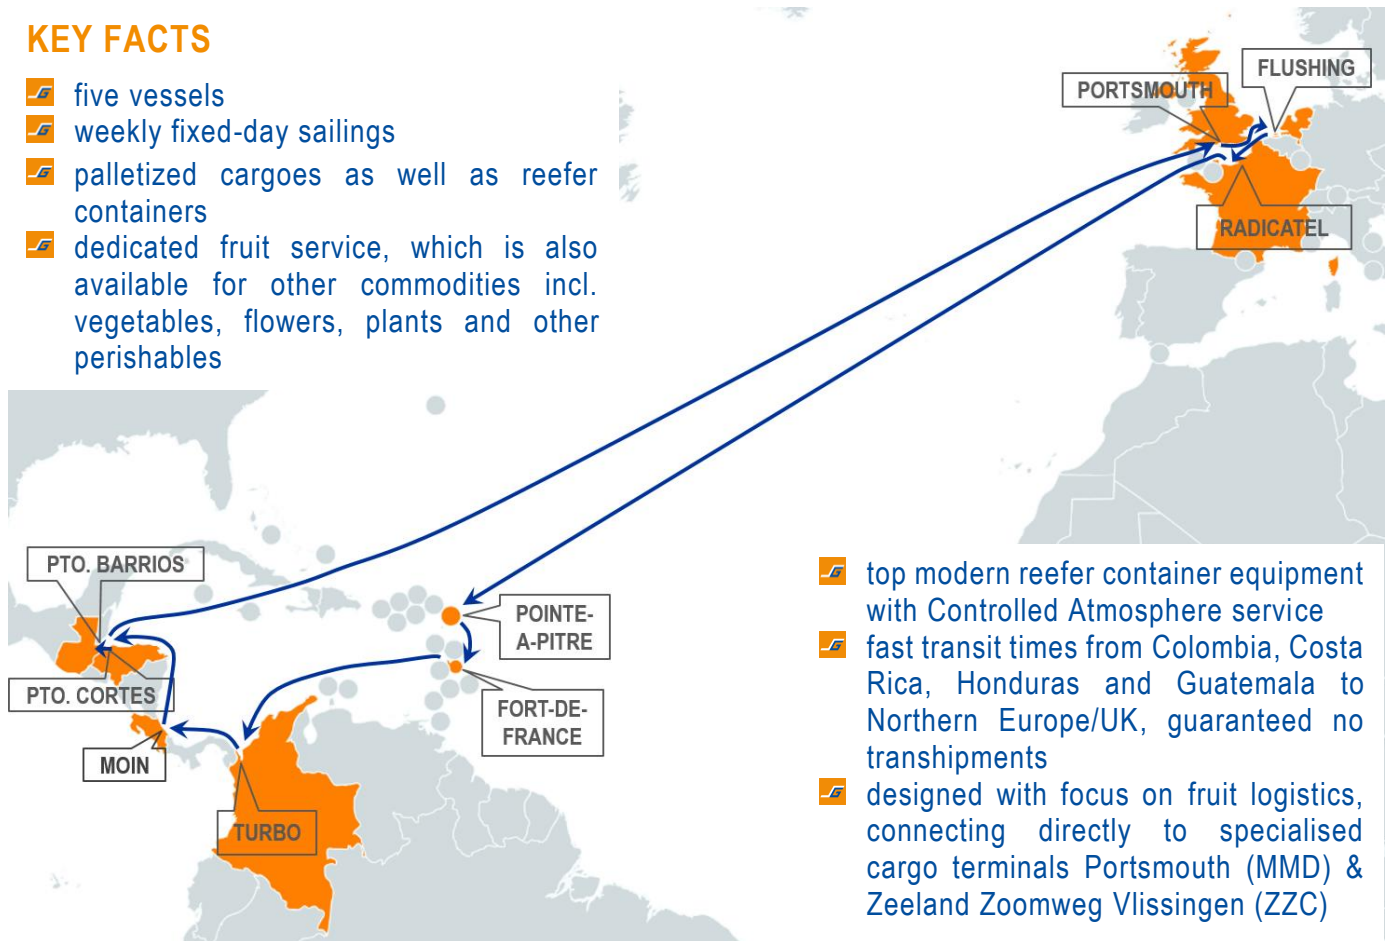 KEY FACTS
five vessels
weekly fixed-day sailings
palletized cargoes as well as reefer
containers
dedicated fruit service, which is also
available for other commodities incl.
vegetables, flowers, plants and other
perishables
FLUSHING
PORTSMOUTH
RADICATEL
PTO. BARRIOS
POINTE-
A-PITRE
PTO. CORTES
FORT-DE-
FRANCE
MOIN
TURBO
top modern reefer container equipment
with Controlled Atmosphere service
fast transit times from Colombia, Costa
Rica, Honduras and Guatemala to
Northern Europe/UK, guaranteed no
transhipments
designed with focus on fruit logistics,
connecting directly to specialised
cargo terminals Portsmouth (MMD) &
Zeeland Zoomweg Vlissingen (ZZC)